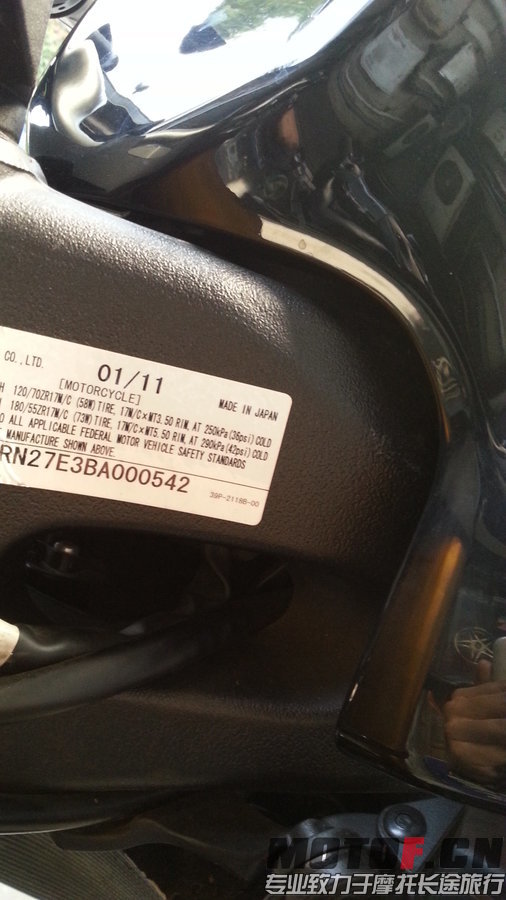 CO., LTD.
01/11
[MOTORCYCLE]
MADE IN JAPAN
H 120/70ZR17M/C (58W) TIRE, 17M/C×MT3.50 RIM, AT 250kPa (36psi) COLD
180/55ZR17M/C (73W) TIRE, 17M/C×MT5.50 RIM, AT 290kPa (42psi) COLD
O ALL APPLICABLE FEDERAL MOTOR VEHICLE SAFETY STANDARDS
MANUFACTURE SHOWN ABOVE.
RN27E3BA000542
39P-2118B-00
MOTOF.CN
专业致力于摩托长途旅行